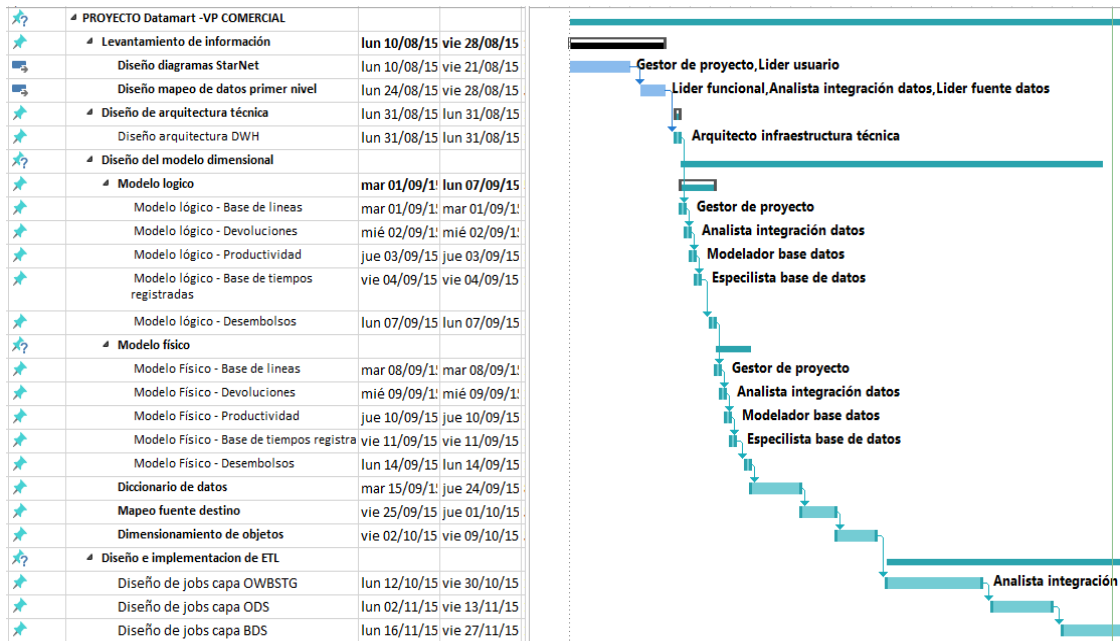 PROYECTO Datamart -VP COMERCIAL
Levantamiento de información lun 10/08/15 vie 28/08/15
Diseño diagramas StarNet lun 10/08/15 vie 21/08/15 Gestor de proyecto,Lider usuario
Diseño mapeo de datos primer nivel lun 24/08/15 vie 28/08/15 Lider funcional,Analista integración datos,Lider fuente datos
Diseño de arquitectura técnica lun 31/08/15 lun 31/08/15
Diseño arquitectura DWH lun 31/08/15 lun 31/08/15 Arquitecto infraestructura técnica
Diseño del modelo dimensional
Modelo logico mar 01/09/1 lun 07/09/15
Modelo lógico - Base de lineas mar 01/09/1 mar 01/09/1 Gestor de proyecto
Modelo lógico - Devoluciones mié 02/09/1 mié 02/09/1 Analista integración datos
Modelo lógico - Productividad jue 03/09/15 jue 03/09/15 Modelador base datos
Modelo lógico - Base de tiempos vie 04/09/15 vie 04/09/15 Especilista base de datos
registradas
Modelo lógico - Desembolsos lun 07/09/15 lun 07/09/15
Modelo físico
Modelo Físico - Base de lineas mar 08/09/1 mar 08/09/1 Gestor de proyecto
Modelo Físico - Devoluciones mié 09/09/1 mié 09/09/1 Analista integración datos
Modelo Físico - Productividad jue 10/09/15 jue 10/09/15 Modelador base datos
Modelo Físico - Base de tiempos registra vie 11/09/15 vie 11/09/15 Especilista base de datos
Modelo Físico - Desembolsos lun 14/09/15 lun 14/09/15
Diccionario de datos mar 15/09/1 jue 24/09/15
Mapeo fuente destino vie 25/09/15 jue 01/10/15
Dimensionamiento de objetos vie 02/10/15 vie 09/10/15
Diseño e implementacion de ETL
Diseño de jobs capa OWBSTG lun 12/10/15 vie 30/10/15 Analista integración
Diseño de jobs capa ODS lun 02/11/15 vie 13/11/15
Diseño de jobs capa BDS lun 16/11/15 vie 27/11/15